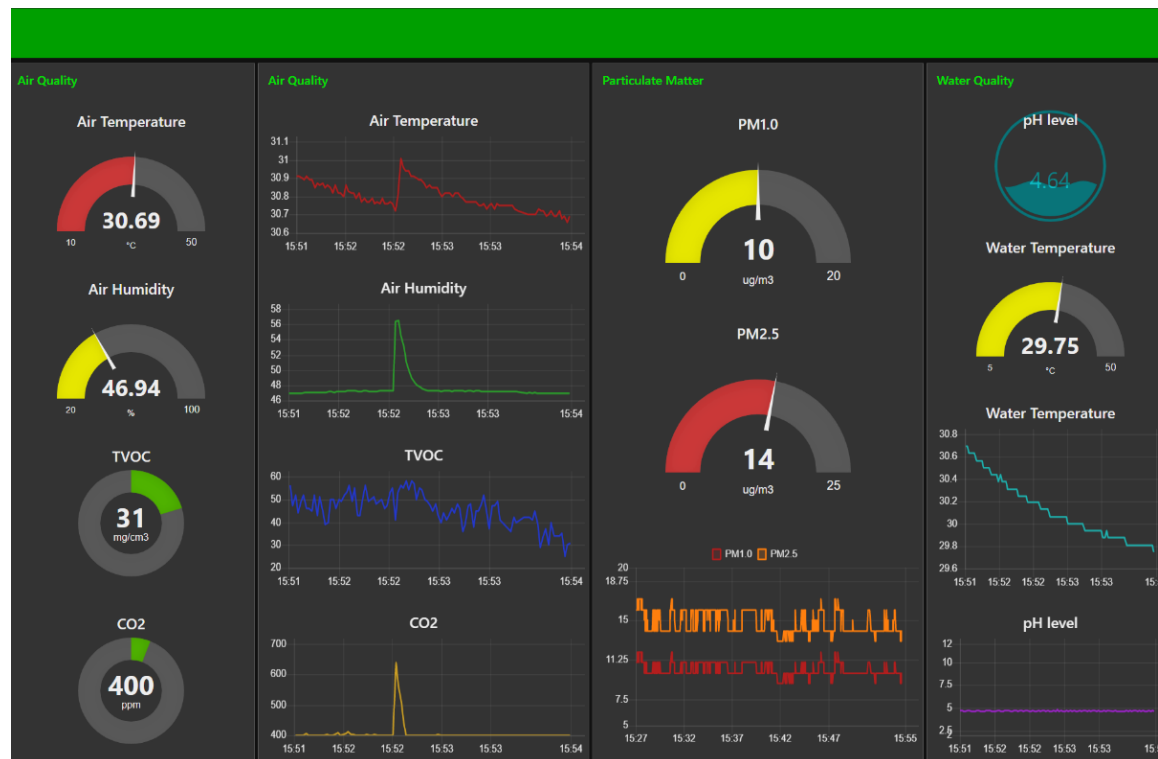 Air Quality
Air Temperature
30.69
10 °C 50
Air Humidity
46.94
20 % 100
TVOC
31
mg/cm3
CO2
400
ppm
Air Quality
Air Temperature
31.1
31
30.9
30.8
30.7
30.6
15:51 15:52 15:52 15:53 15:53 15:54
Air Humidity
58
56
54
52
50
48
46
15:51 15:52 15:52 15:53 15:53 15:54
TVOC
60
50
40
30
20
15:51 15:52 15:52 15:53 15:53 15:54
CO2
700
600
500
400
15:51 15:52 15:52 15:53 15:53 15:54
Particulate Matter
PM1.0
10
0 ug/m3 20
PM2.5
14
0 ug/m3 25
PM1.0 PM2.5
20
18.75
15
11.25
7.5
5
15:27 15:32 15:37 15:42 15:47 15:55
Water Quality
pH level
4.64
Water Temperature
29.75
5 °C 50
Water Temperature
30.8
30.6
30.4
30.2
30
29.8
29.6
15:51 15:52 15:52 15:53 15:53
pH level
12
10
7.5
5
2.5
2
15:51 15:52 15:52 15:53 15:53